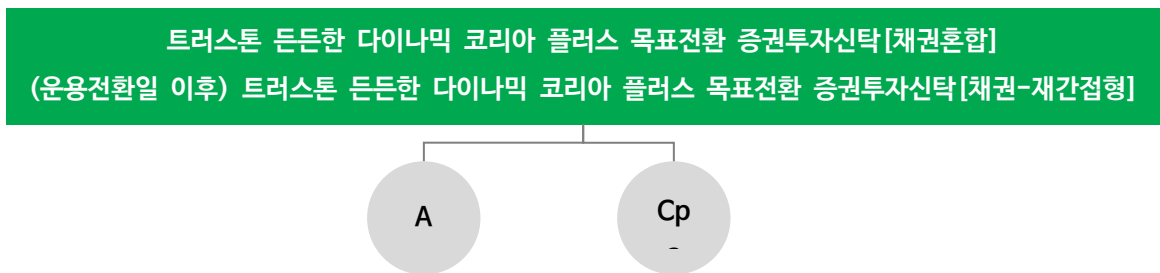 트러스톤 든든한 다이나믹 코리아 플러스 목표전환 증권투자신탁[채권혼합]
(운용전환일 이후) 트러스톤 든든한 다이나믹 코리아 플러스 목표전환 증권투자신탁[채권-재간접형]
A
Cp